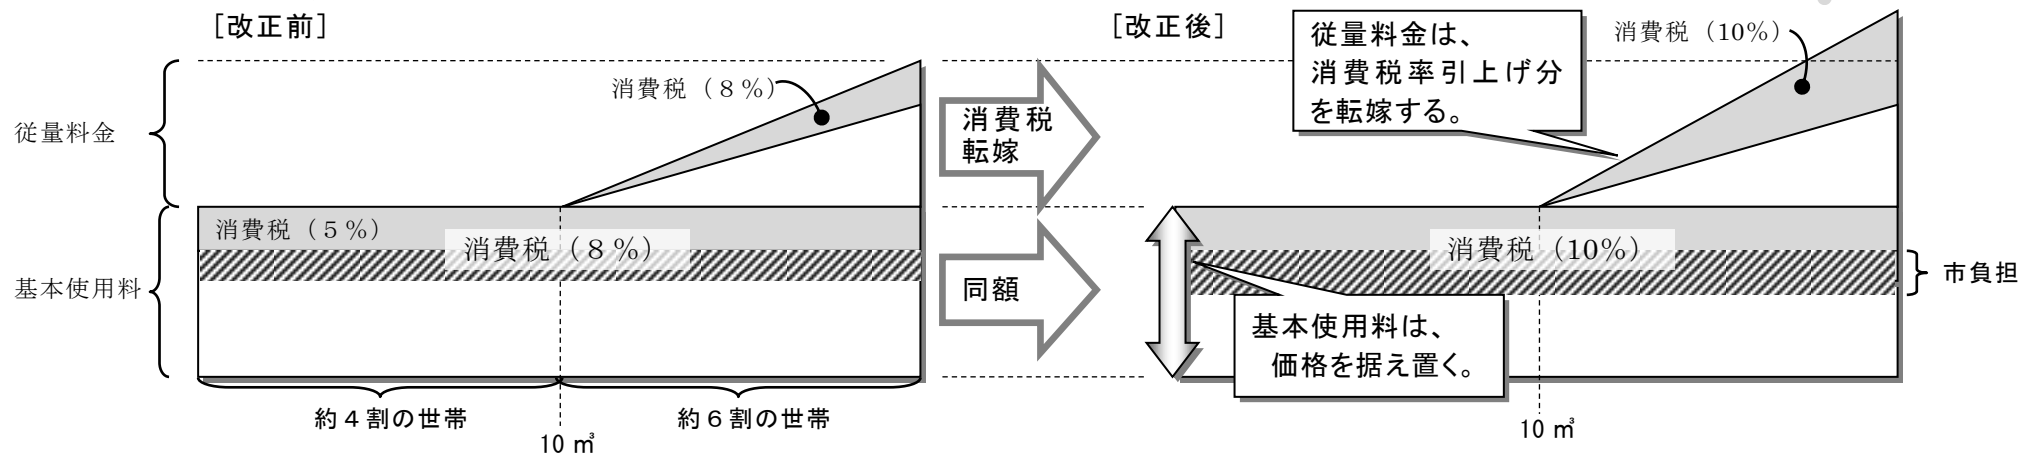 ［改正前］
消費税（８％）
従量料金
消費税（５％）
消費税（８％）
基本使用料
約４割の世帯
約６割の世帯
10 ㎥
消費税
転嫁
同額
［改正後］
従量料金は、
消費税率引上げ分
を転嫁する。
消費税（10％）
消費税（10％）
市負担
基本使用料は、
価格を据え置く。
10 ㎥